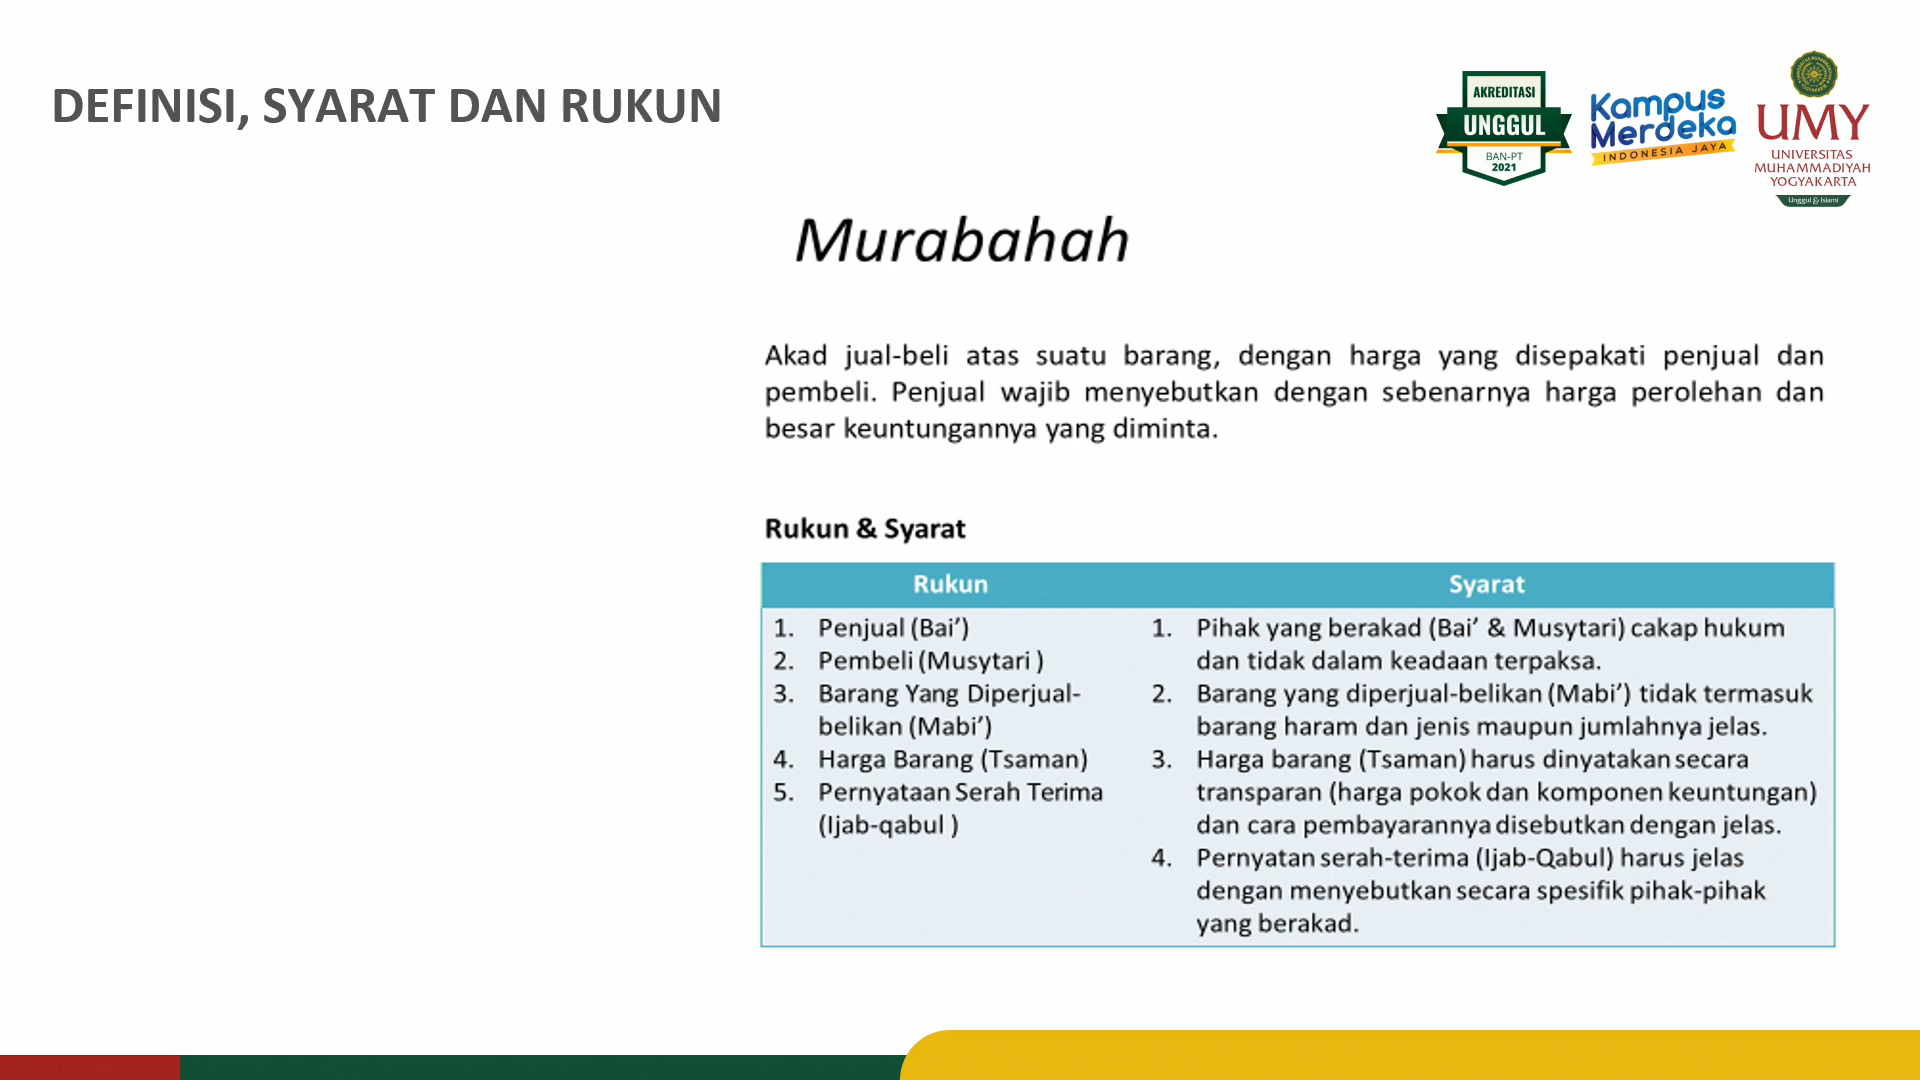 DEFINISI, SYARAT DAN RUKUN
AKREDITASI
UNGGUL
BAN-PT
2021
Kampus
Merdeka
INDONESIA JAYA
UMY
UNIVERSITAS
MUHAMMADIYAH
YOGYAKARTA
Unggul & Islami
Murabahah
Akad jual-beli atas suatu barang, dengan harga yang disepakati penjual dan
pembeli. Penjual wajib menyebutkan dengan sebenarnya harga perolehan dan
besar keuntungannya yang diminta.
Rukun & Syarat
Rukun
1. Penjual (Bai’)
2. Pembeli (Musytari )
3. Barang Yang Diperjual-
belikan (Mabi’)
4. Harga Barang (Tsaman)
5. Pernyataan Serah Terima
(Ijab-qabul )
Syarat
1. Pihak yang berakad (Bai’ & Musytari) cakap hukum
dan tidak dalam keadaan terpaksa.
2. Barang yang diperjual-belikan (Mabi’) tidak termasuk
barang haram dan jenis maupun jumlahnya jelas.
3. Harga barang (Tsaman) harus dinyatakan secara
transparan (harga pokok dan komponen keuntungan)
dan cara pembayarannya disebutkan dengan jelas.
4. Pernyatan serah-terima (Ijab-Qabul) harus jelas
dengan menyebutkan secara spesifik pihak-pihak
yang berakad.